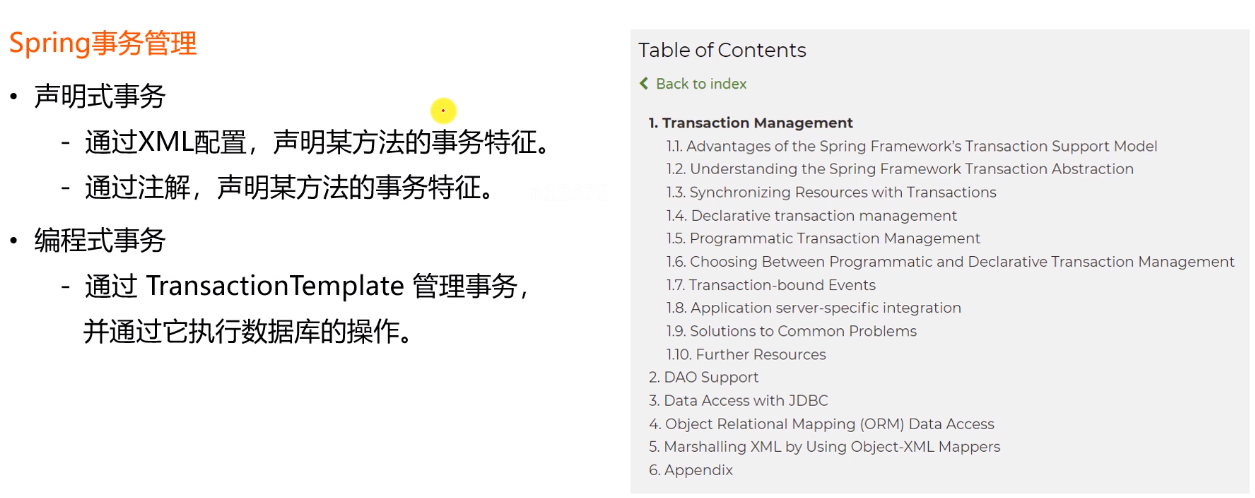 Spring事务管理
• 声明式事务
- 通过XML配置，声明某方法的事务特征。
- 通过注解，声明某方法的事务特征。
• 编程式事务
- 通过 TransactionTemplate 管理事务，
并通过它执行数据库的操作。
Table of Contents
Back to index
1. Transaction Management
1.1. Advantages of the Spring Framework’s Transaction Support Model
1.2. Understanding the Spring Framework Transaction Abstraction
1.3. Synchronizing Resources with Transactions
1.4. Declarative transaction management
1.5. Programmatic Transaction Management
1.6. Choosing Between Programmatic and Declarative Transaction Management
1.7. Transaction-bound Events
1.8. Application server-specific integration
1.9. Solutions to Common Problems
1.10. Further Resources
2. DAO Support
3. Data Access with JDBC
4. Object Relational Mapping (ORM) Data Access
5. Marshalling XML by Using Object-XML Mappers
6. Appendix